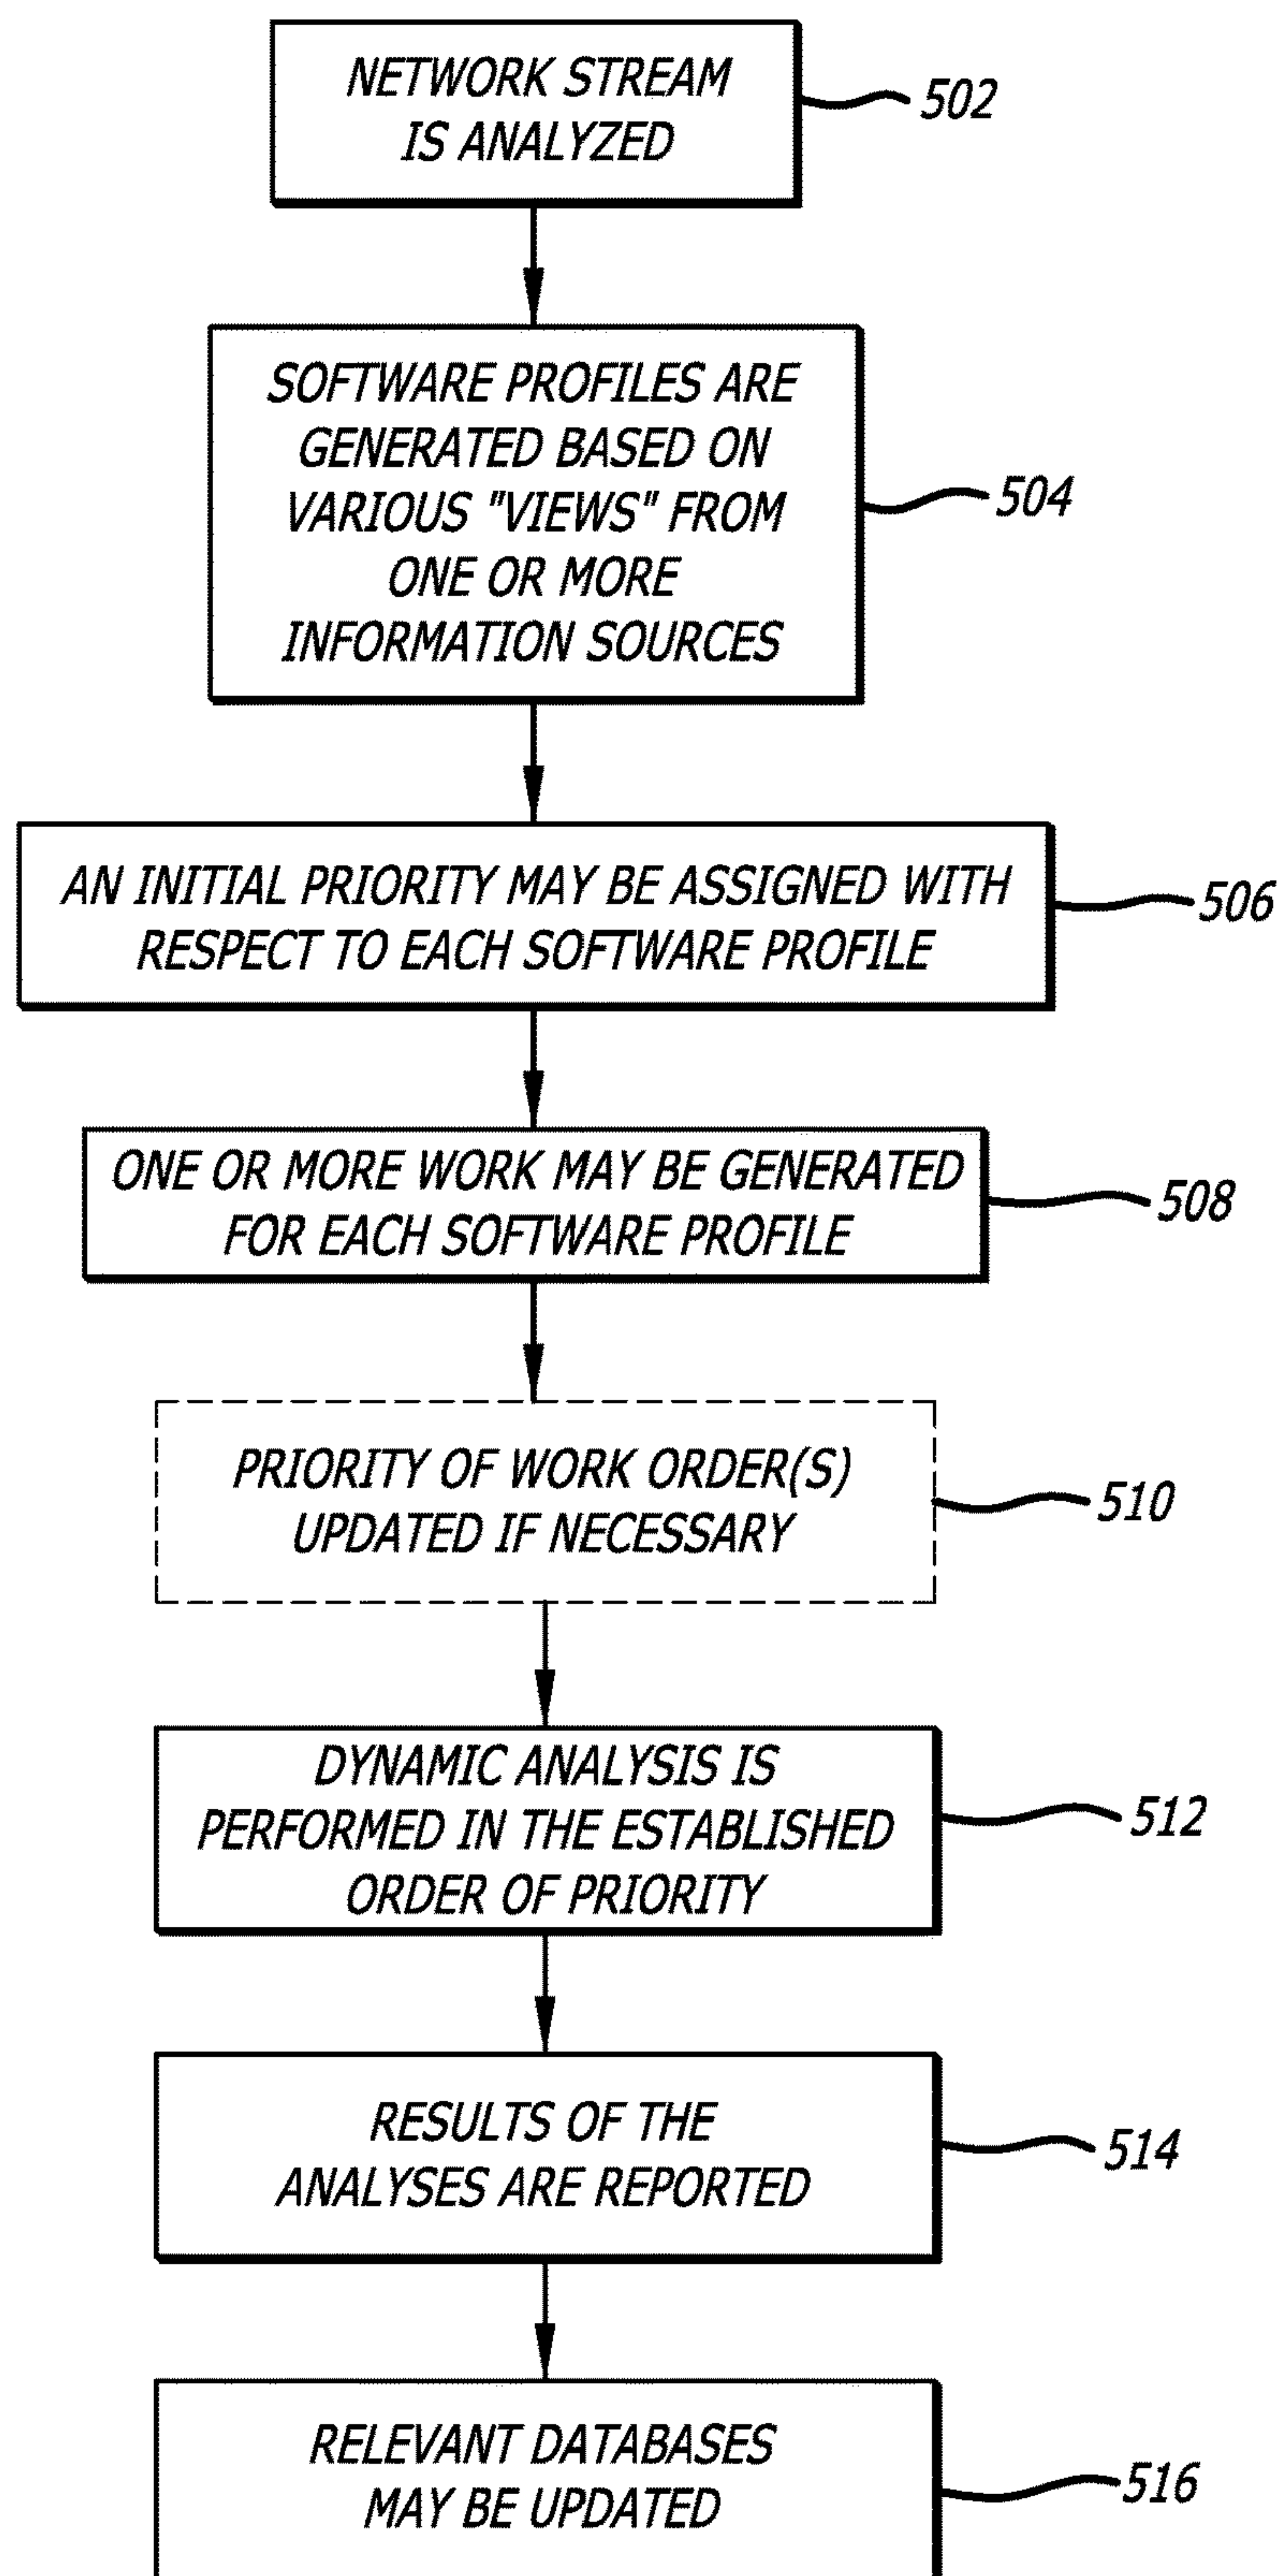 NETWORK STREAM
IS ANALYZED
502
SOFTWARE PROFILES ARE
GENERATED BASED ON
VARIOUS "VIEWS" FROM
ONE OR MORE
INFORMATION SOURCES
504
AN INITIAL PRIORITY MAY BE ASSIGNED WITH
RESPECT TO EACH SOFTWARE PROFILE
506
ONE OR MORE WORK MAY BE GENERATED
FOR EACH SOFTWARE PROFILE
508
PRIORITY OF WORK ORDER(S)
UPDATED IF NECESSARY
510
DYNAMIC ANALYSIS IS
PERFORMED IN THE ESTABLISHED
ORDER OF PRIORITY
512
RESULTS OF THE
ANALYSES ARE REPORTED
514
RELEVANT DATABASES
MAY BE UPDATED
516